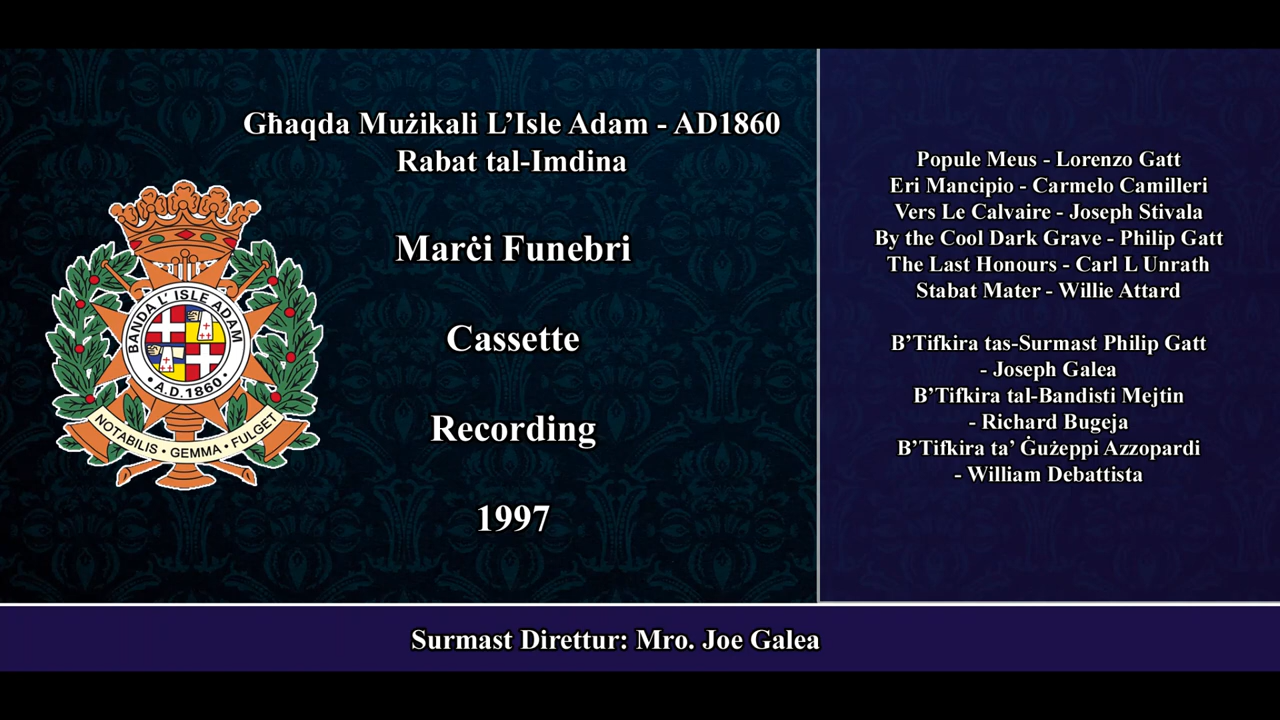 Għaqda Mużikali L’Isle Adam - AD1860
Rabat tal-Imdina
Marċi Funebri
Cassette
Recording
1997
BANDA L' ISLE ADAM
• A.D.1860 •
NOTABILIS • GEMMA • FULGET
Popule Meus - Lorenzo Gatt
Eri Mancipio - Carmelo Camilleri
Vers Le Calvaire - Joseph Stivala
By the Cool Dark Grave - Philip Gatt
The Last Honours - Carl L Unrath
Stabat Mater - Willie Attard
B’Tifkira tas-Surmast Philip Gatt
- Joseph Galea
B’Tifkira tal-Bandisti Mejtin
- Richard Bugeja
B’Tifkira ta’ Ġużeppi Azzopardi
- William Debattista
Surmast Direttur: Mro. Joe Galea